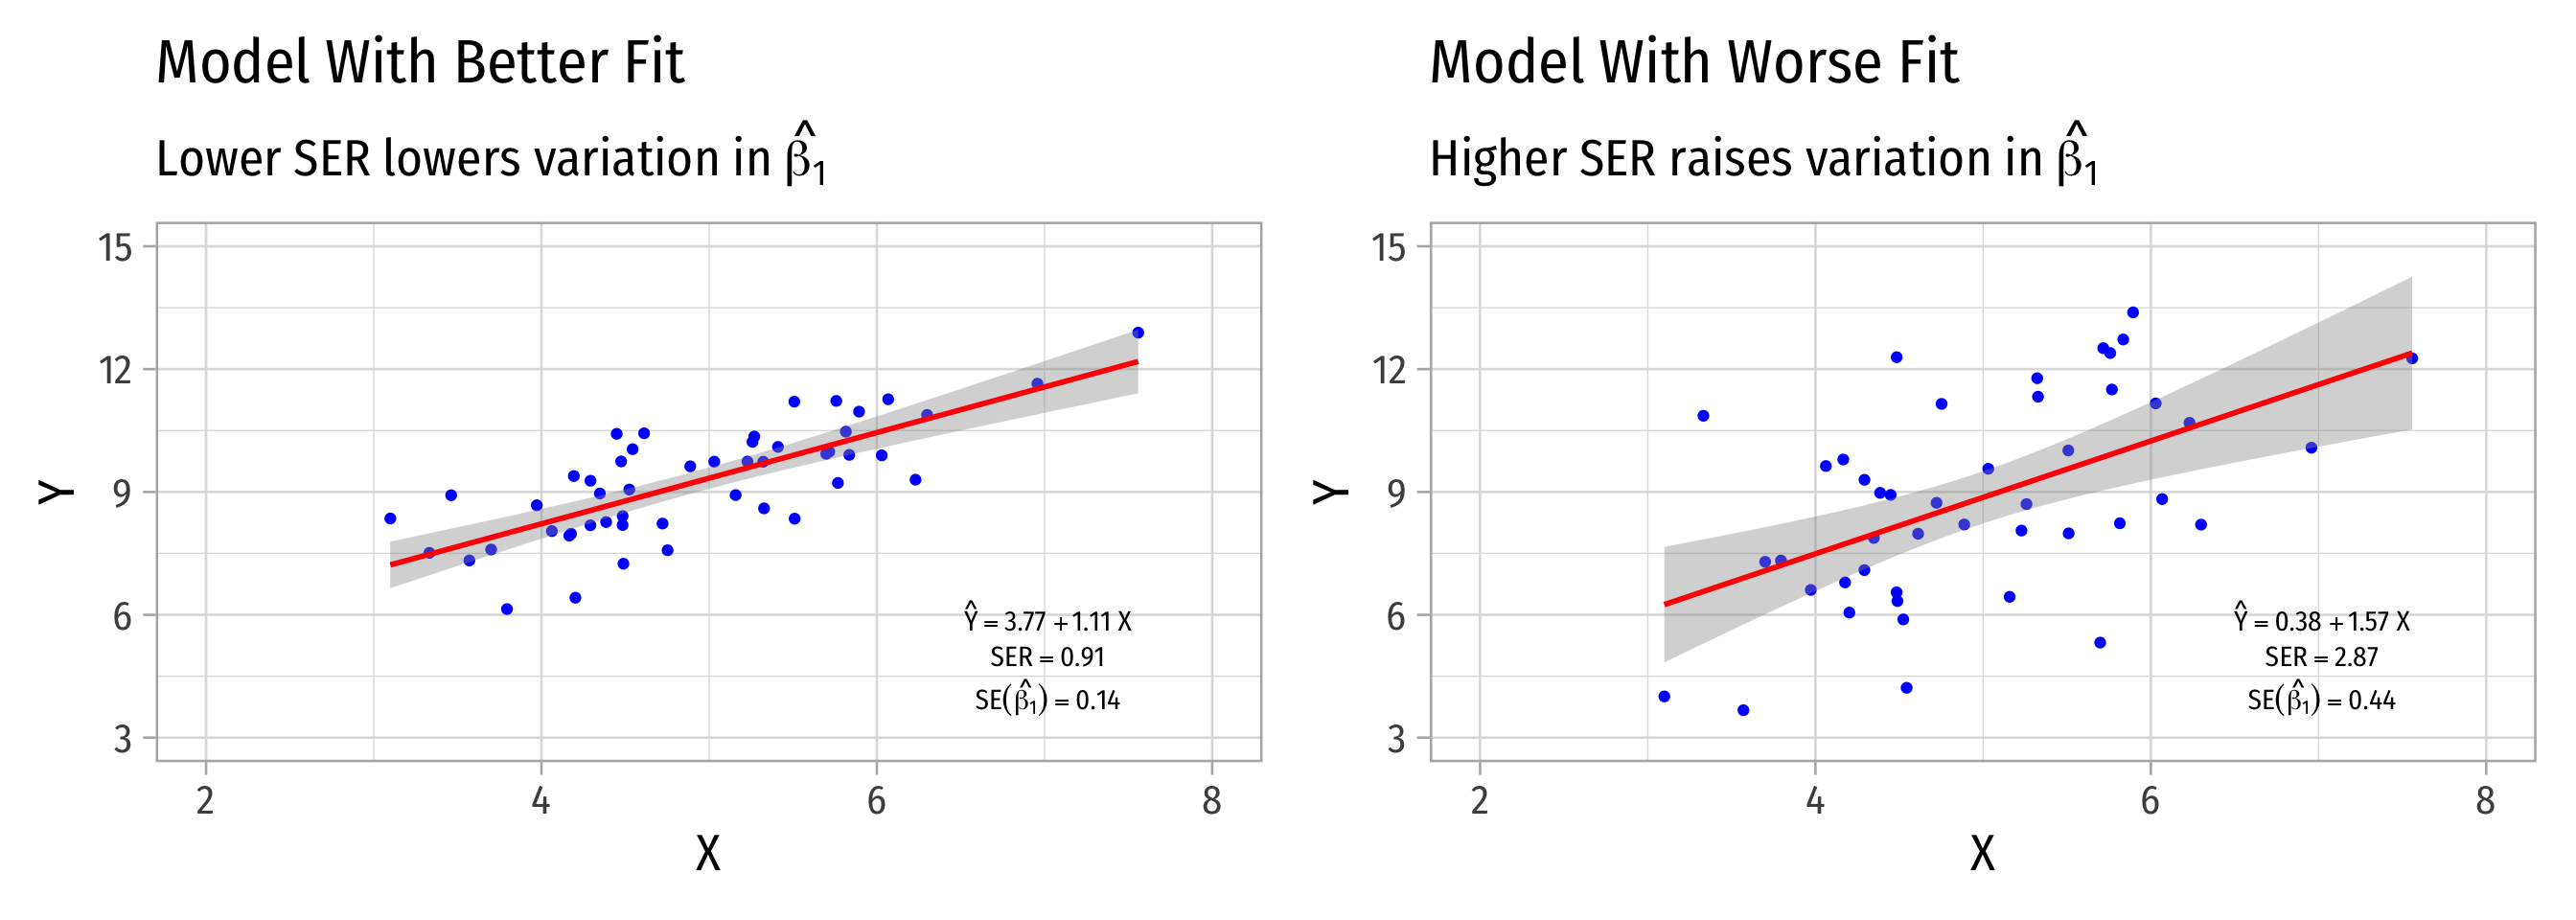 Model With Better Fit
Lower SER lowers variation in β̂₁
15
12
9
6
3
Y
Ŷ = 3.77 + 1.11 X
SER = 0.91
SE(β̂₁) = 0.14
2 4 6 8
X
Model With Worse Fit
Higher SER raises variation in β̂₁
15
12
9
6
3
Y
Ŷ = 0.38 + 1.57 X
SER = 2.87
SE(β̂₁) = 0.44
2 4 6 8
X